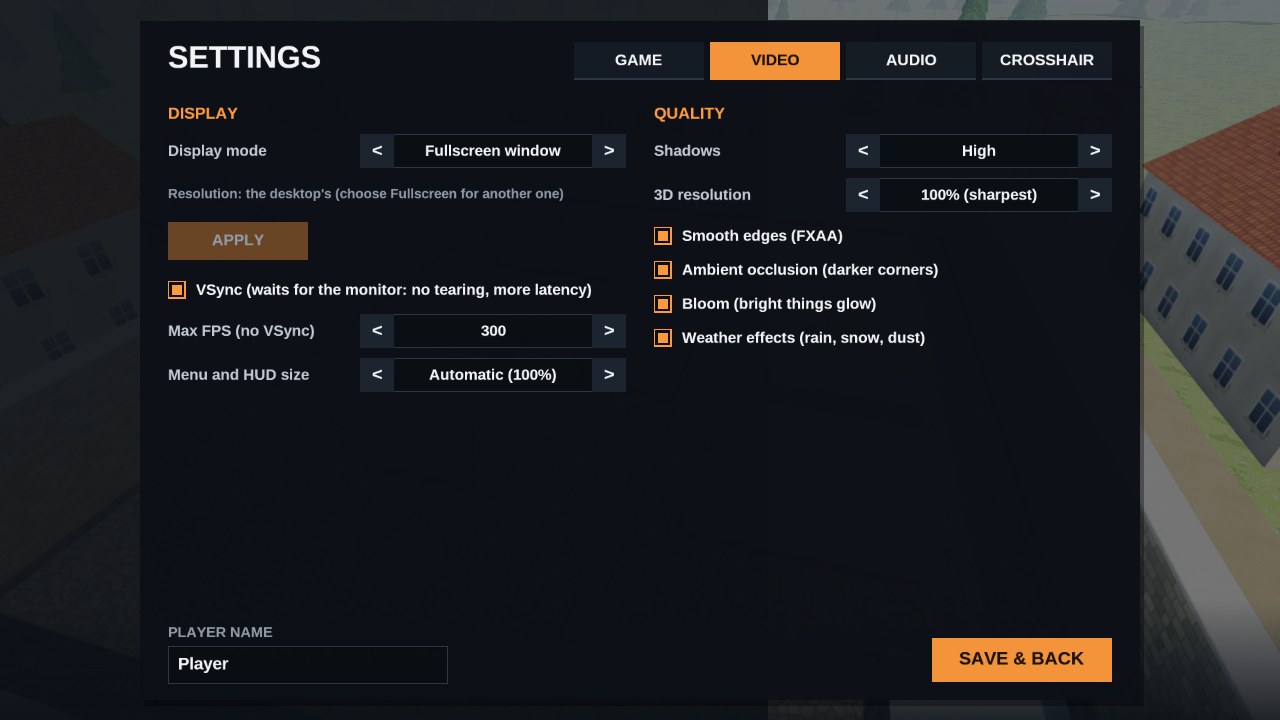 SETTINGS
GAME
VIDEO
AUDIO
CROSSHAIR
DISPLAY
Display mode
< Fullscreen window >
Resolution: the desktop's (choose Fullscreen for another one)
APPLY
VSync (waits for the monitor: no tearing, more latency)
Max FPS (no VSync)
< 300 >
Menu and HUD size
< Automatic (100%) >
QUALITY
Shadows
< High >
3D resolution
< 100% (sharpest) >
Smooth edges (FXAA)
Ambient occlusion (darker corners)
Bloom (bright things glow)
Weather effects (rain, snow, dust)
PLAYER NAME
Player
SAVE & BACK